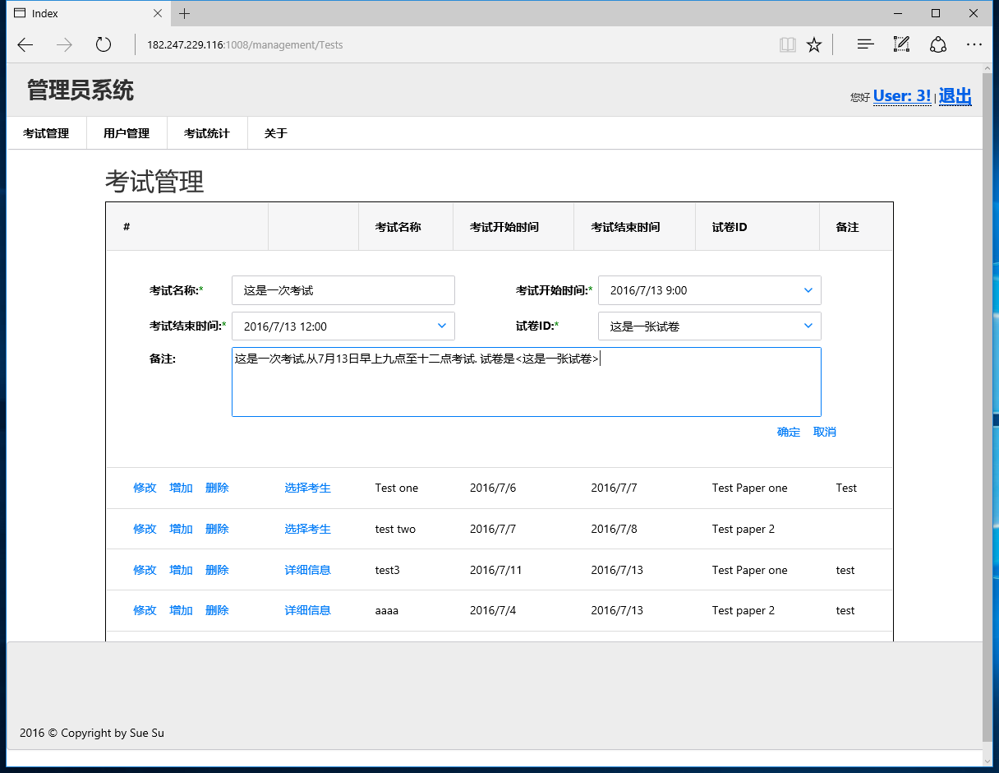 Index
182.247.229.116:1008/management/Tests
管理员系统
您好 User: 3! | 退出
考试管理 用户管理 考试统计 关于
考试管理
# 考试名称 考试开始时间 考试结束时间 试卷ID 备注
考试名称:* 这是一次考试 考试开始时间:* 2016/7/13 9:00
考试结束时间:* 2016/7/13 12:00 试卷ID:* 这是一张试卷
备注: 这是一次考试,从7月13日早上九点至十二点考试. 试卷是<这是一张试卷>
确定 取消
修改 增加 删除 选择考生 Test one 2016/7/6 2016/7/7 Test Paper one Test
修改 增加 删除 选择考生 test two 2016/7/7 2016/7/8 Test paper 2
修改 增加 删除 详细信息 test3 2016/7/11 2016/7/13 Test Paper one test
修改 增加 删除 详细信息 aaaa 2016/7/4 2016/7/13 Test paper 2 test
2016 © Copyright by Sue Su